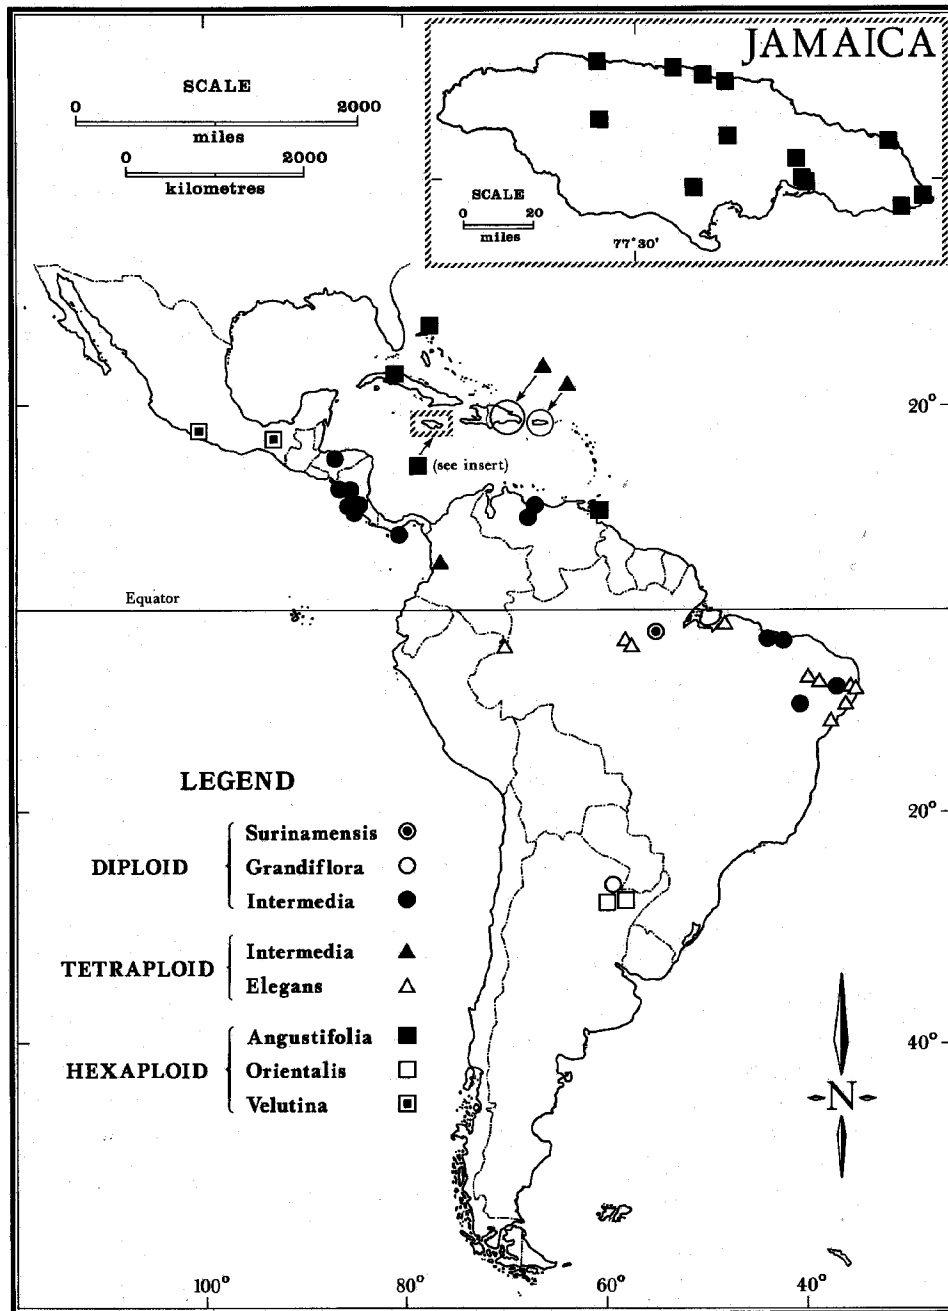 JAMAICA
SCALE
0 2000
miles
0 2000
kilometres
SCALE
0 20
miles
77°30'
20°
(see insert)
Equator
LEGEND
20°
DIPLOID
Surinamensis
Grandiflora
Intermedia
TETRAPLOID
Intermedia
Elegans
HEXAPLOID
Angustifolia
Orientalis
Velutina
40°
N
100° 80° 60° 40°